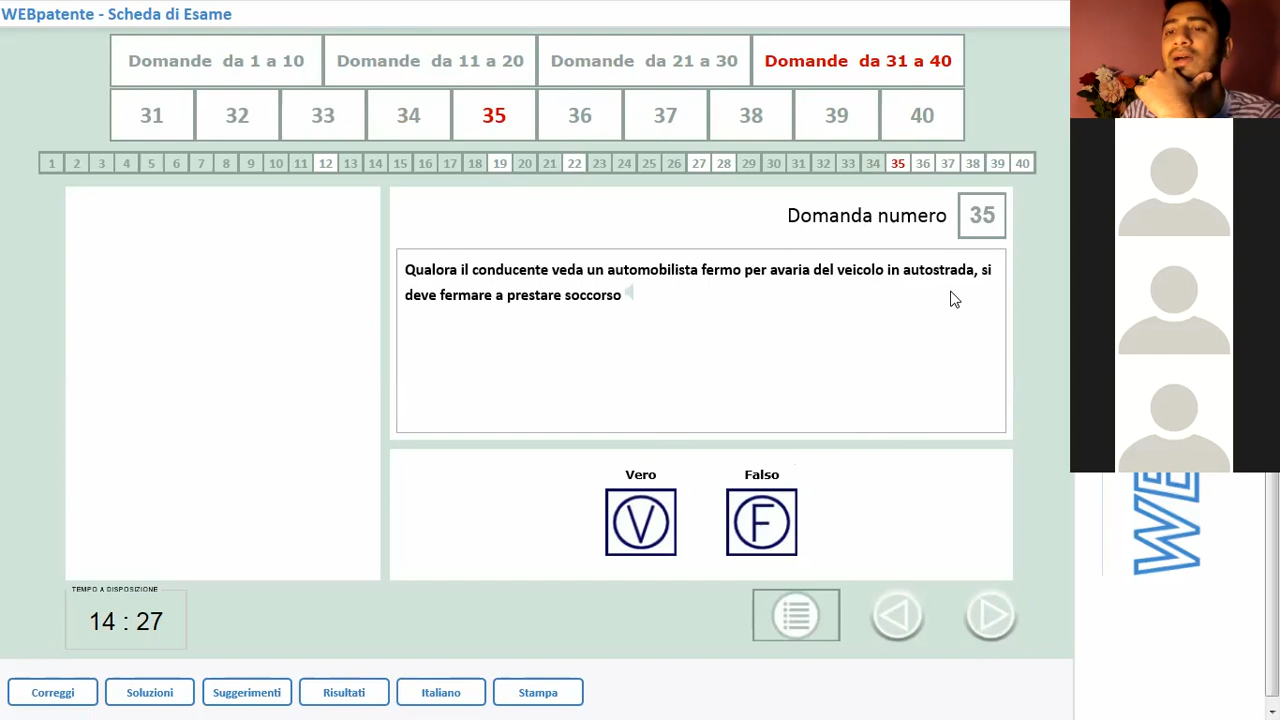 WEBpatente - Scheda di Esame
Domande da 1 a 10 Domande da 11 a 20 Domande da 21 a 30 Domande da 31 a 40
31 32 33 34 35 36 37 38 39 40
1 2 3 4 5 6 7 8 9 10 11 12 13 14 15 16 17 18 19 20 21 22 23 24 25 26 27 28 29 30 31 32 33 34 35 36 37 38 39 40
Domanda numero 35
Qualora il conducente veda un automobilista fermo per avaria del veicolo in autostrada, si
deve fermare a prestare soccorso
Vero Falso
V F
TEMPO A DISPOSIZIONE
14 : 27
Correggi Soluzioni Suggerimenti Risultati Italiano Stampa